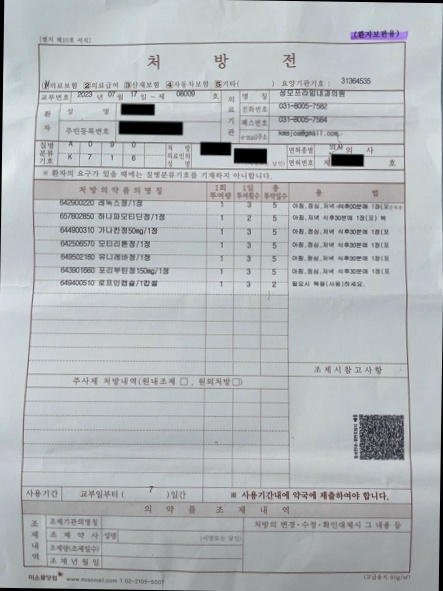 [별지 제10호 서식]
(환자보관용)
처 방 전
①의료보험 ②의료급여 ③산재보험 ④자동차보험 ⑤기타( ) 요양기관기호: 31364535
교부번호 2023 년 07 월 17 일 - 제 08009 호
환 자
성 명
주민등록번호
의 료 기 관
명 칭 성모프라임내과의원
전화번호 031-8005-7582
팩스번호 031-8005-7584
e-mail주소 @gmail.com
질병 분류 기호
A 0 9 0
K 7 1 6
처방 의료인의 성명
면허종별 의사
면허번호 제 호
※ 환자의 요구가 있을 때에는 질병분류기호를 기재하지 아니합니다.
처방의약품의명칭 1회 투여량 1일 투여횟수 총 투약일수 용 법
642900220 레녹스정/1정 1 3 5 아침,점심,저녁 식후30분에 1정(포
657802850 하나파모티딘정/1정 1 2 5 아침,저녁 식후30분에 1정(포) 복
644900310 가나칸정50mg/1정 1 3 5 아침,점심,저녁 식후30분에 1정(포
642506570 모티리톤정/1정 1 3 5 아침,점심,저녁 식후30분에 1정(포
649502160 유니레바정/1정 1 3 5 아침,점심,저녁 식후30분에 1정(포
643901660 포리부틴정150mg/1정 1 3 5 아침,점심,저녁 식후30분에 1정(포
649400510 로프민캡슐/1캅셀 1 3 2 필요시 복용(사용)하세요.
조제시참고사항
주사제 처방내역(원내조제 □, 원외처방 □)
사용기간 교부일부터 ( 7 )일간 ※ 사용기간내에 약국에 제출하여야 합니다.
의 약 품 조 제 내 역
조 제 내 역
조제기관의명칭
처방의 변경·수정·확인대체시 그 내용 등
조 제 약 사 성명 (서명또는날인)
조제량(조제일수)
조 제 년 월 일
미소몰닷컴 www.misomall.com T.02-2105-5007